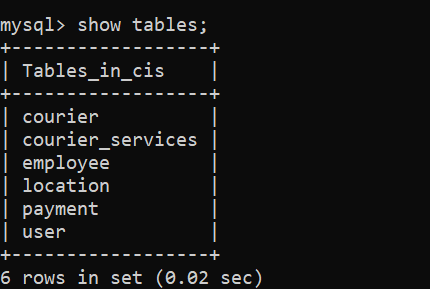 mysql> show tables;
+------------------+
| Tables_in_cis    |
+------------------+
| courier          |
| courier_services |
| employee         |
| location         |
| payment          |
| user             |
+------------------+
6 rows in set (0.02 sec)